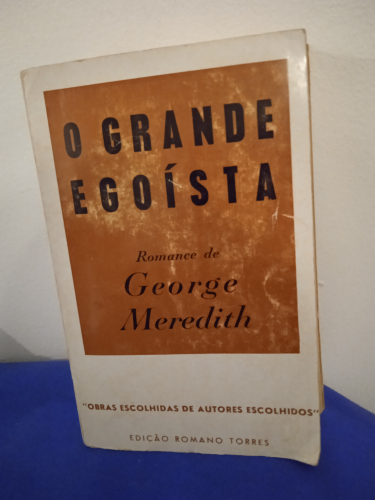 O GRANDE
EGOÍSTA
Romance de
George
Meredith
"OBRAS ESCOLHIDAS DE AUTORES ESCOLHIDOS"
EDIÇÃO ROMANO TORRES